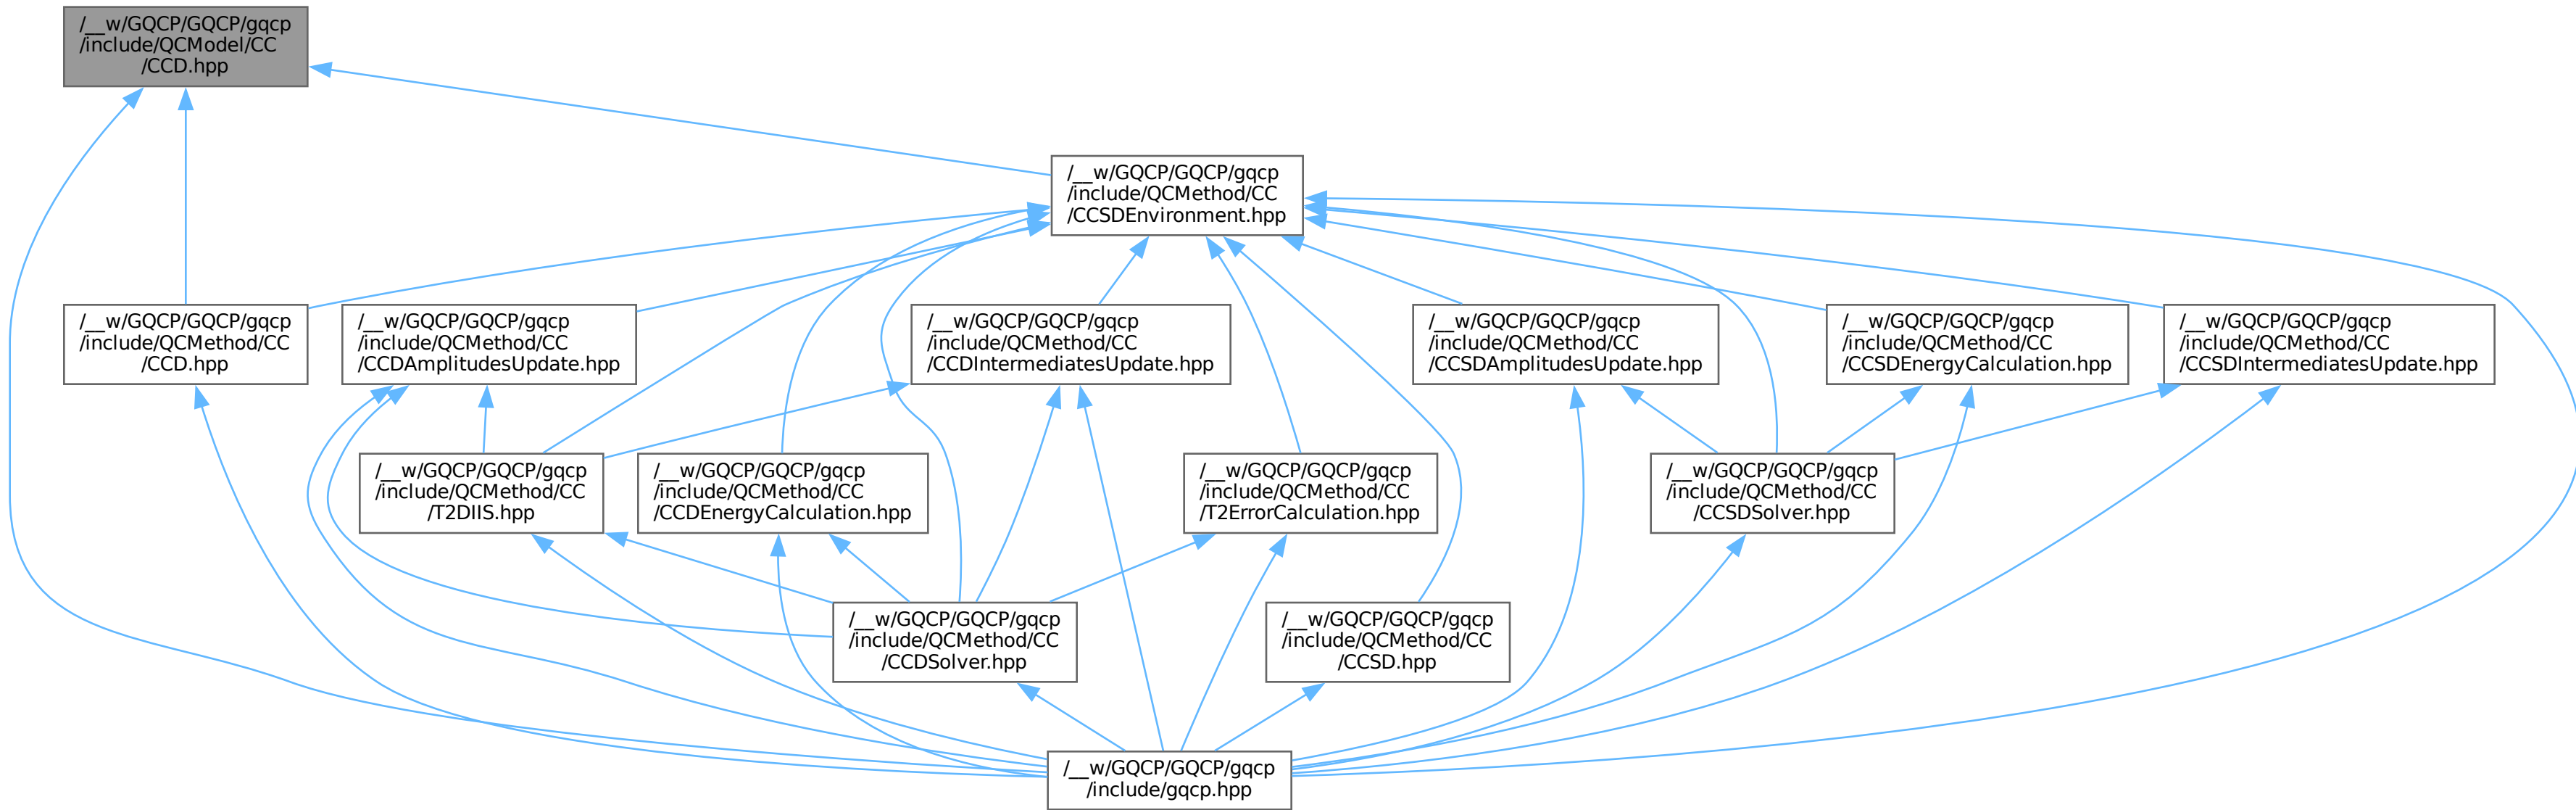 /__w/GQCP/GQCP/gqcp
/include/QCModel/CC
/CCD.hpp
/__w/GQCP/GQCP/gqcp
/include/QCMethod/CC
/CCSDEnvironment.hpp
/__w/GQCP/GQCP/gqcp
/include/QCMethod/CC
/CCD.hpp
/__w/GQCP/GQCP/gqcp
/include/QCMethod/CC
/CCDAmplitudesUpdate.hpp
/__w/GQCP/GQCP/gqcp
/include/QCMethod/CC
/CCDIntermediatesUpdate.hpp
/__w/GQCP/GQCP/gqcp
/include/QCMethod/CC
/CCSDAmplitudesUpdate.hpp
/__w/GQCP/GQCP/gqcp
/include/QCMethod/CC
/CCSDEnergyCalculation.hpp
/__w/GQCP/GQCP/gqcp
/include/QCMethod/CC
/CCSDIntermediatesUpdate.hpp
/__w/GQCP/GQCP/gqcp
/include/QCMethod/CC
/T2DIIS.hpp
/__w/GQCP/GQCP/gqcp
/include/QCMethod/CC
/CCDEnergyCalculation.hpp
/__w/GQCP/GQCP/gqcp
/include/QCMethod/CC
/T2ErrorCalculation.hpp
/__w/GQCP/GQCP/gqcp
/include/QCMethod/CC
/CCSDSolver.hpp
/__w/GQCP/GQCP/gqcp
/include/QCMethod/CC
/CCDSolver.hpp
/__w/GQCP/GQCP/gqcp
/include/QCMethod/CC
/CCSD.hpp
/__w/GQCP/GQCP/gqcp
/include/gqcp.hpp